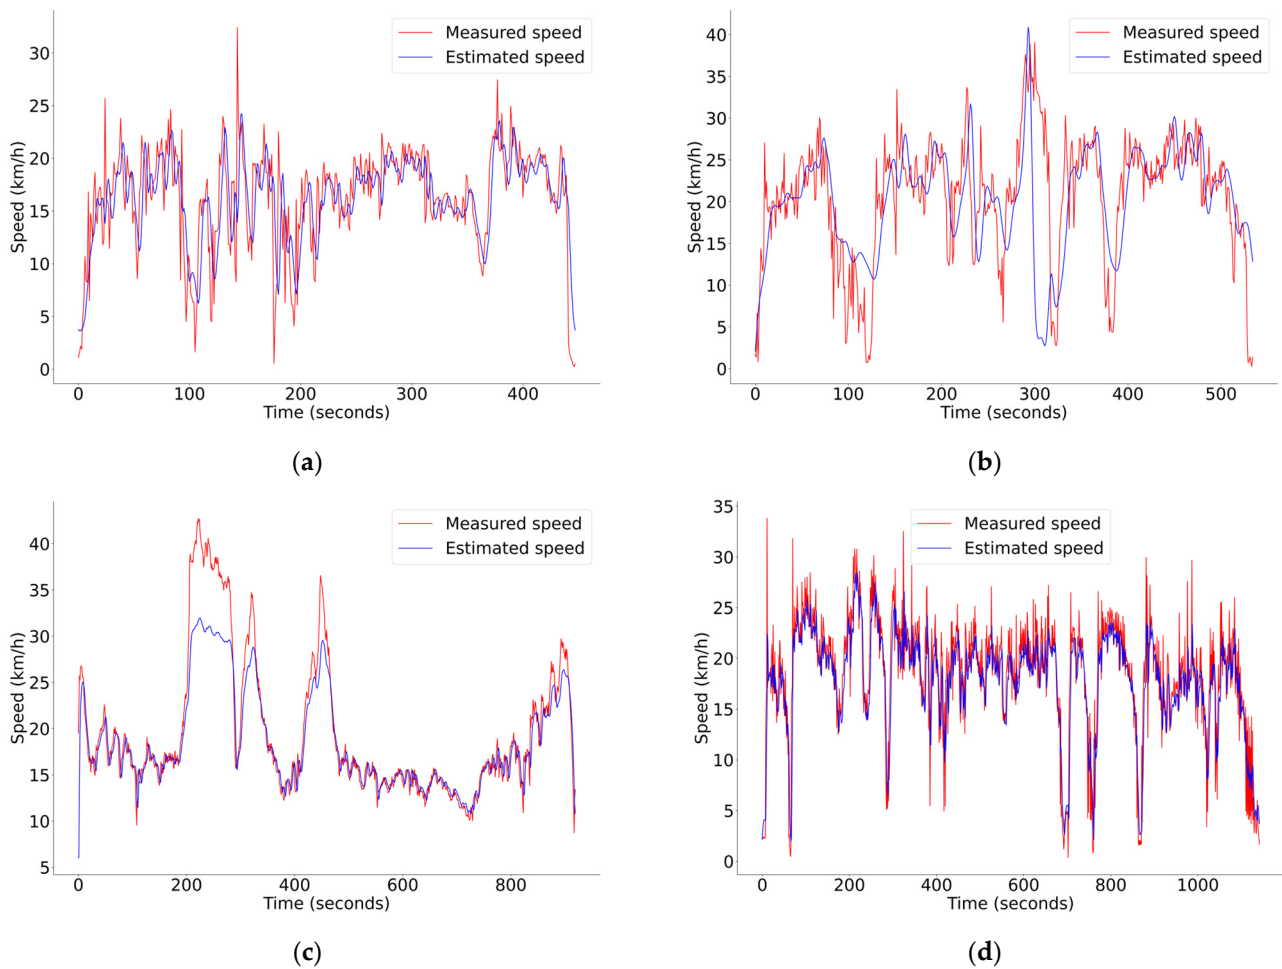 Measured speed
Estimated speed
30
25
20
15
10
5
0
Speed (km/h)
0 100 200 300 400
Time (seconds)
(a)
Measured speed
Estimated speed
40
35
30
25
20
15
10
5
0
Speed (km/h)
0 100 200 300 400 500
Time (seconds)
(b)
Measured speed
Estimated speed
40
35
30
25
20
15
10
5
Speed (km/h)
0 200 400 600 800
Time (seconds)
(c)
Measured speed
Estimated speed
35
30
25
20
15
10
5
0
Speed (km/h)
0 200 400 600 800 1000
Time (seconds)
(d)